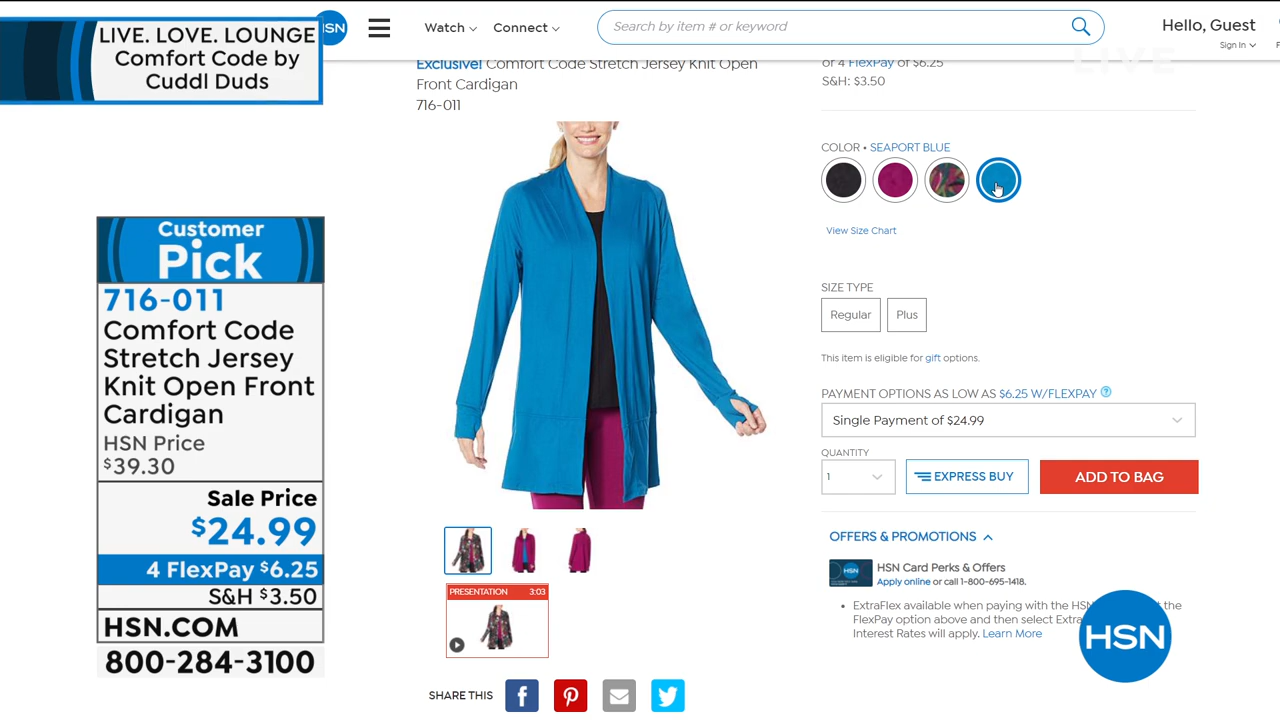 LIVE. LOVE. LOUNGE
Comfort Code by
Cuddl Duds
HSN
Watch
Connect
Search by item # or keyword
Hello, Guest
Sign In
LIVE
Exclusive! Comfort Code Stretch Jersey Knit Open
Front Cardigan
716-011
or 4 FlexPay of $6.25
S&H: $3.50
COLOR • SEAPORT BLUE
View Size Chart
SIZE TYPE
Regular
Plus
This item is eligible for gift options.
PAYMENT OPTIONS AS LOW AS $6.25 W/FLEXPAY ?
Single Payment of $24.99
QUANTITY
1
EXPRESS BUY
ADD TO BAG
OFFERS & PROMOTIONS
HSN
HSN Card Perks & Offers
Apply online or call 1-800-695-1418.
• ExtraFlex available when paying with the HSN the
FlexPay option above and then select Extra
Interest Rates will apply. Learn More
HSN
Customer
Pick
716-011
Comfort Code
Stretch Jersey
Knit Open Front
Cardigan
HSN Price
$39.30
Sale Price
$24.99
4 FlexPay $6.25
S&H $3.50
HSN.COM
800-284-3100
PRESENTATION 3:03
SHARE THIS